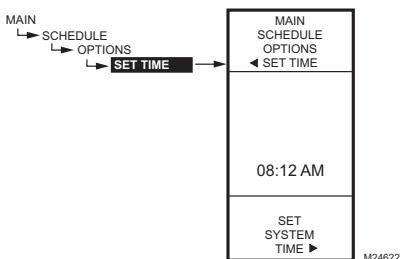 MAIN
SCHEDULE
OPTIONS
SET TIME
MAIN
SCHEDULE
OPTIONS
◄ SET TIME
08:12 AM
SET
SYSTEM
TIME ►
M24622